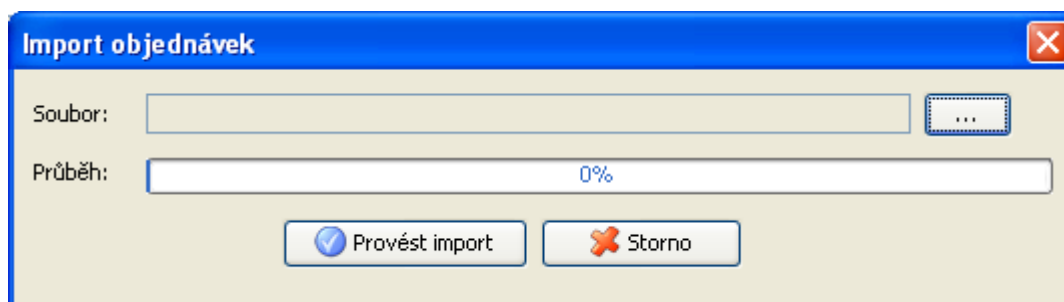 Import objednávek
Soubor: ...
Průběh: 0%
Provést import Storno